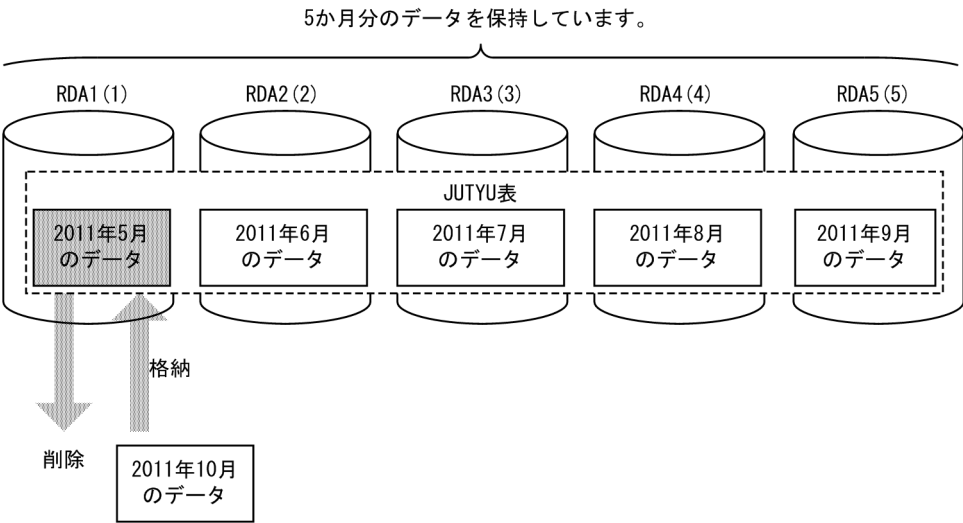 5か月分のデータを保持しています。
RDA1(1)
RDA2(2)
RDA3(3)
RDA4(4)
RDA5(5)
JUTYU表
2011年5月
のデータ
2011年6月
のデータ
2011年7月
のデータ
2011年8月
のデータ
2011年9月
のデータ
格納
削除
2011年10月
のデータ